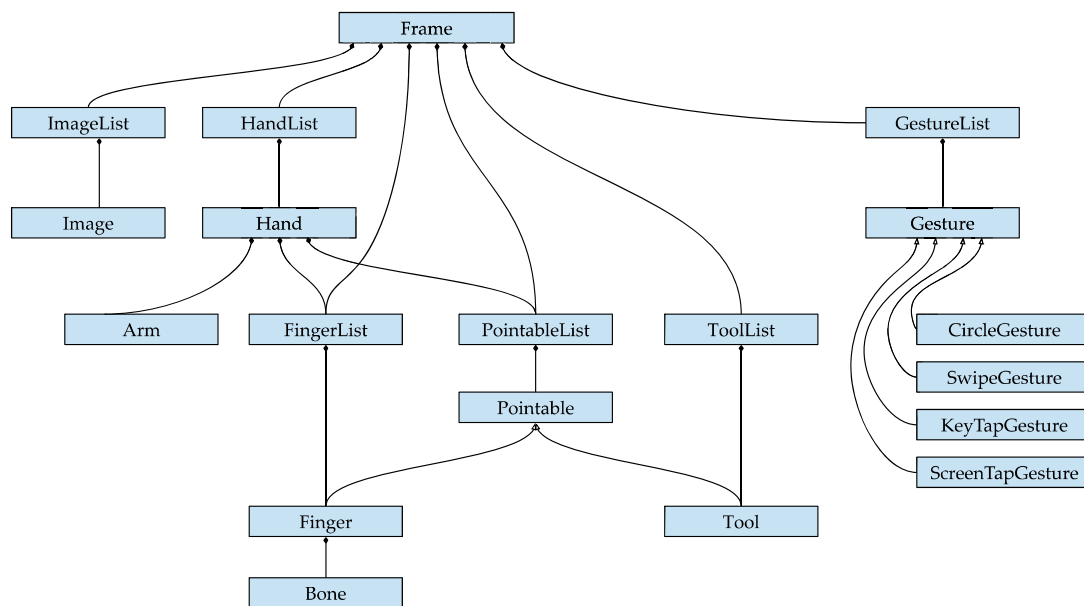 Frame
ImageList
HandList
GestureList
Image
Hand
Gesture
Arm
FingerList
PointableList
ToolList
CircleGesture
SwipeGesture
Pointable
KeyTapGesture
ScreenTapGesture
Finger
Tool
Bone